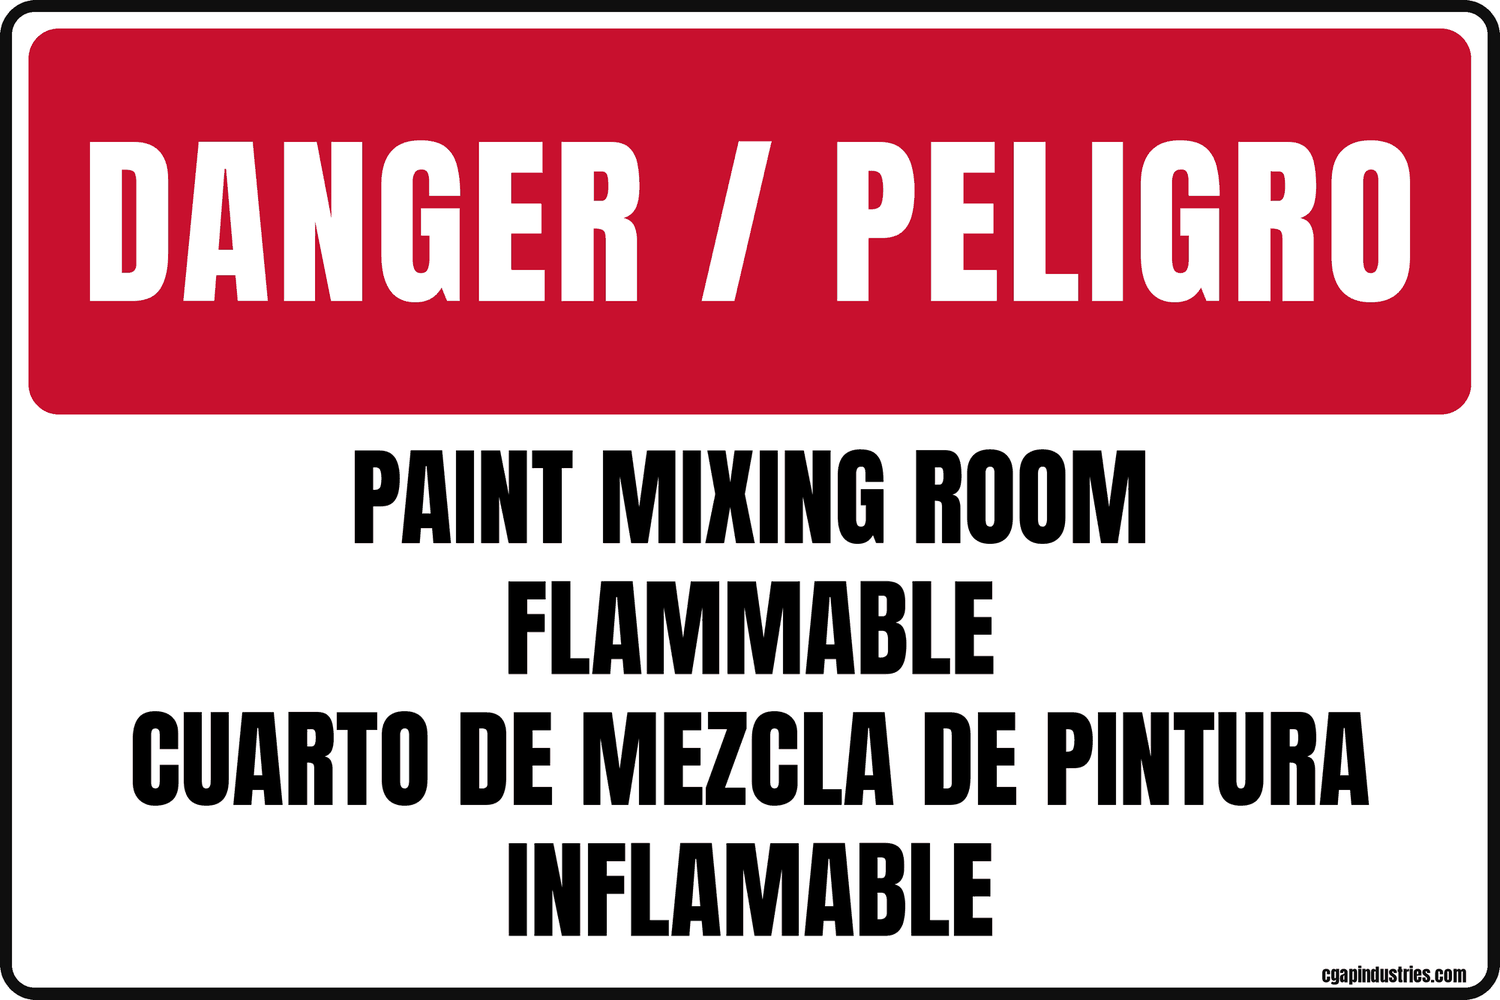 DANGER / PELIGRO
PAINT MIXING ROOM
FLAMMABLE
CUARTO DE MEZCLA DE PINTURA
INFLAMABLE
cgapindustries.com